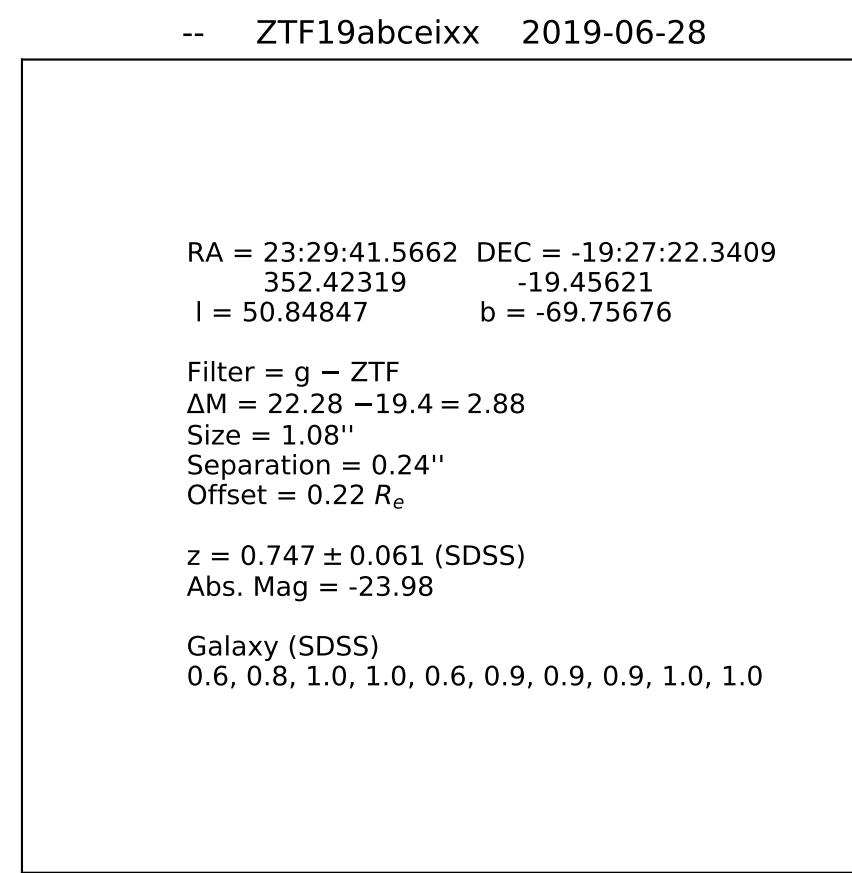 -- ZTF19abceixx 2019-06-28
RA = 23:29:41.5662 DEC = -19:27:22.3409
352.42319 -19.45621
l = 50.84847 b = -69.75676
Filter = g − ZTF
ΔM = 22.28 −19.4 = 2.88
Size = 1.08''
Separation = 0.24''
Offset = 0.22 Rₑ
z = 0.747 ± 0.061 (SDSS)
Abs. Mag = -23.98
Galaxy (SDSS)
0.6, 0.8, 1.0, 1.0, 0.6, 0.9, 0.9, 0.9, 1.0, 1.0